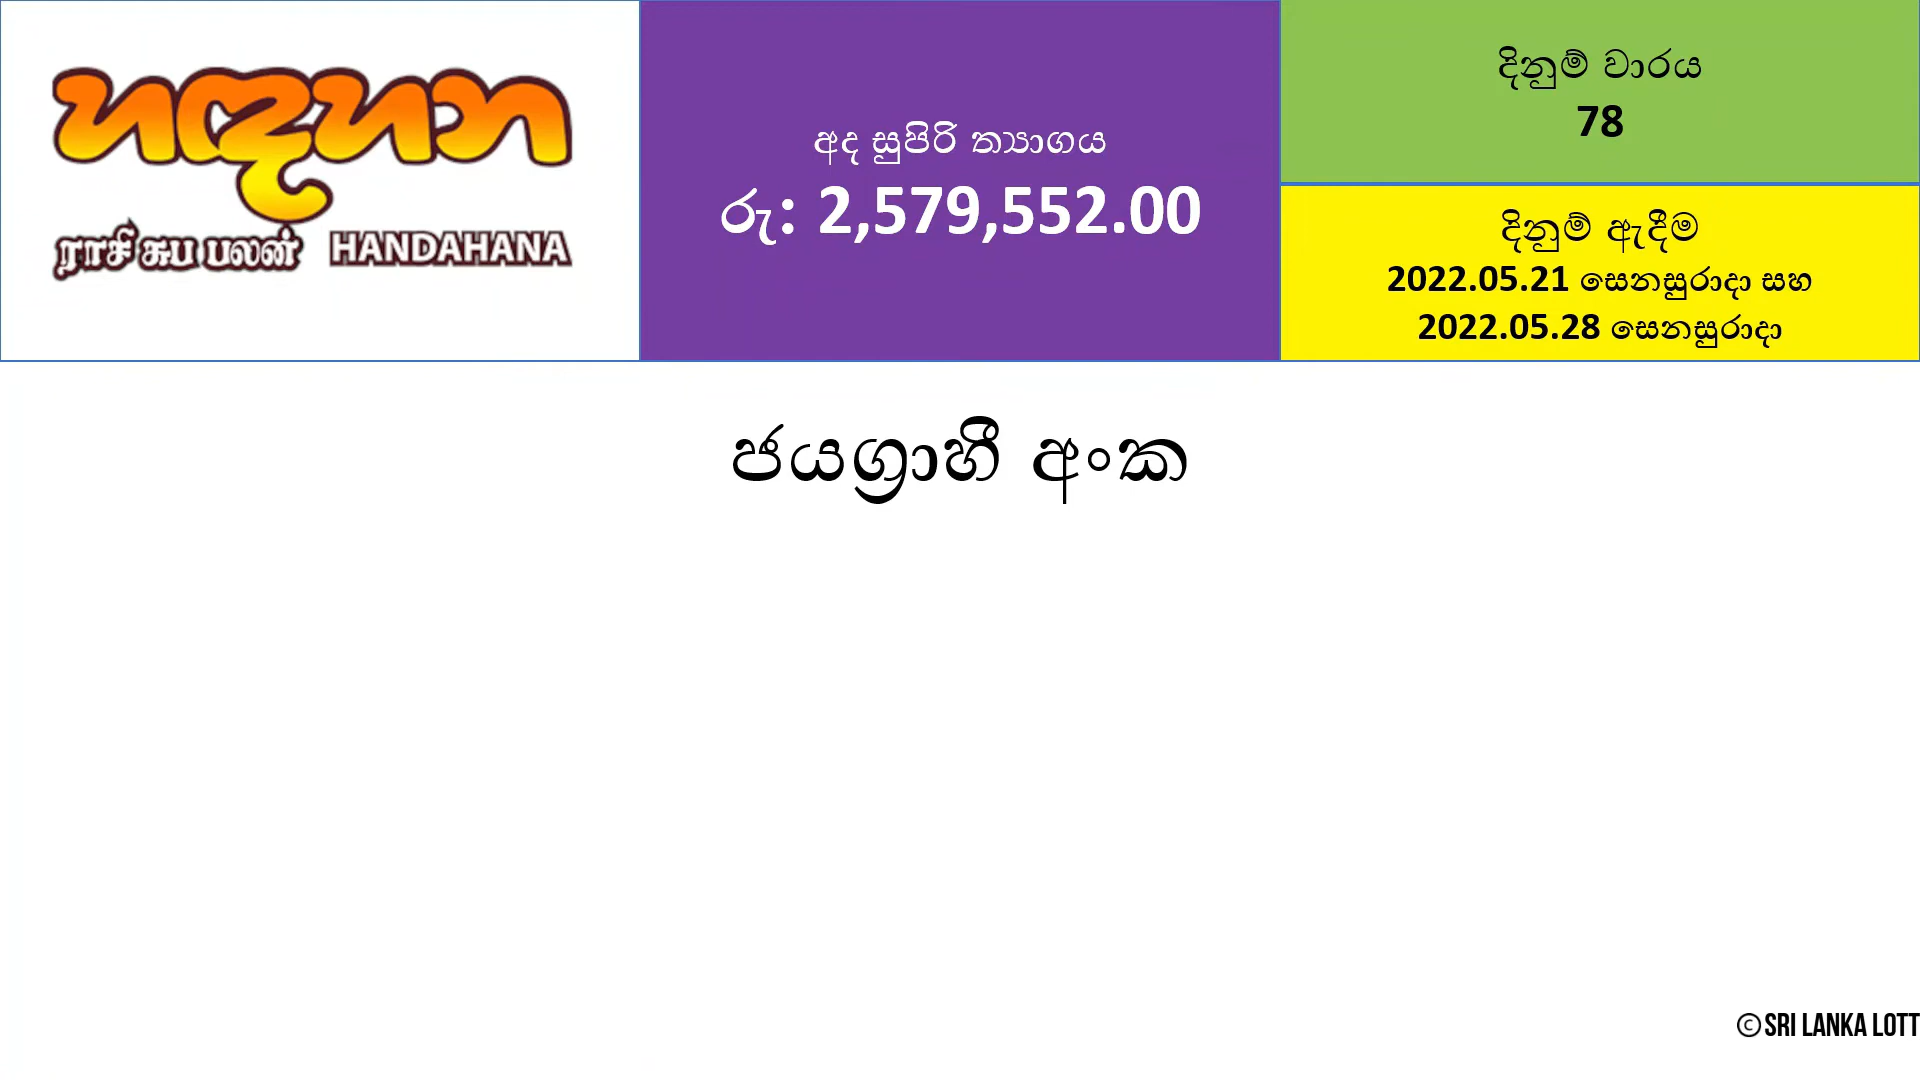 හඳහන
ராசி சுப பலன் HANDAHANA
අද සුපිරි ත්‍යාගය
රු: 2,579,552.00
දිනුම් වාරය
78
දිනුම් ඇදීම
2022.05.21 සෙනසුරාදා සහ
2022.05.28 සෙනසුරාදා
ජයග්‍රාහී අංක
© SRI LANKA LOTT